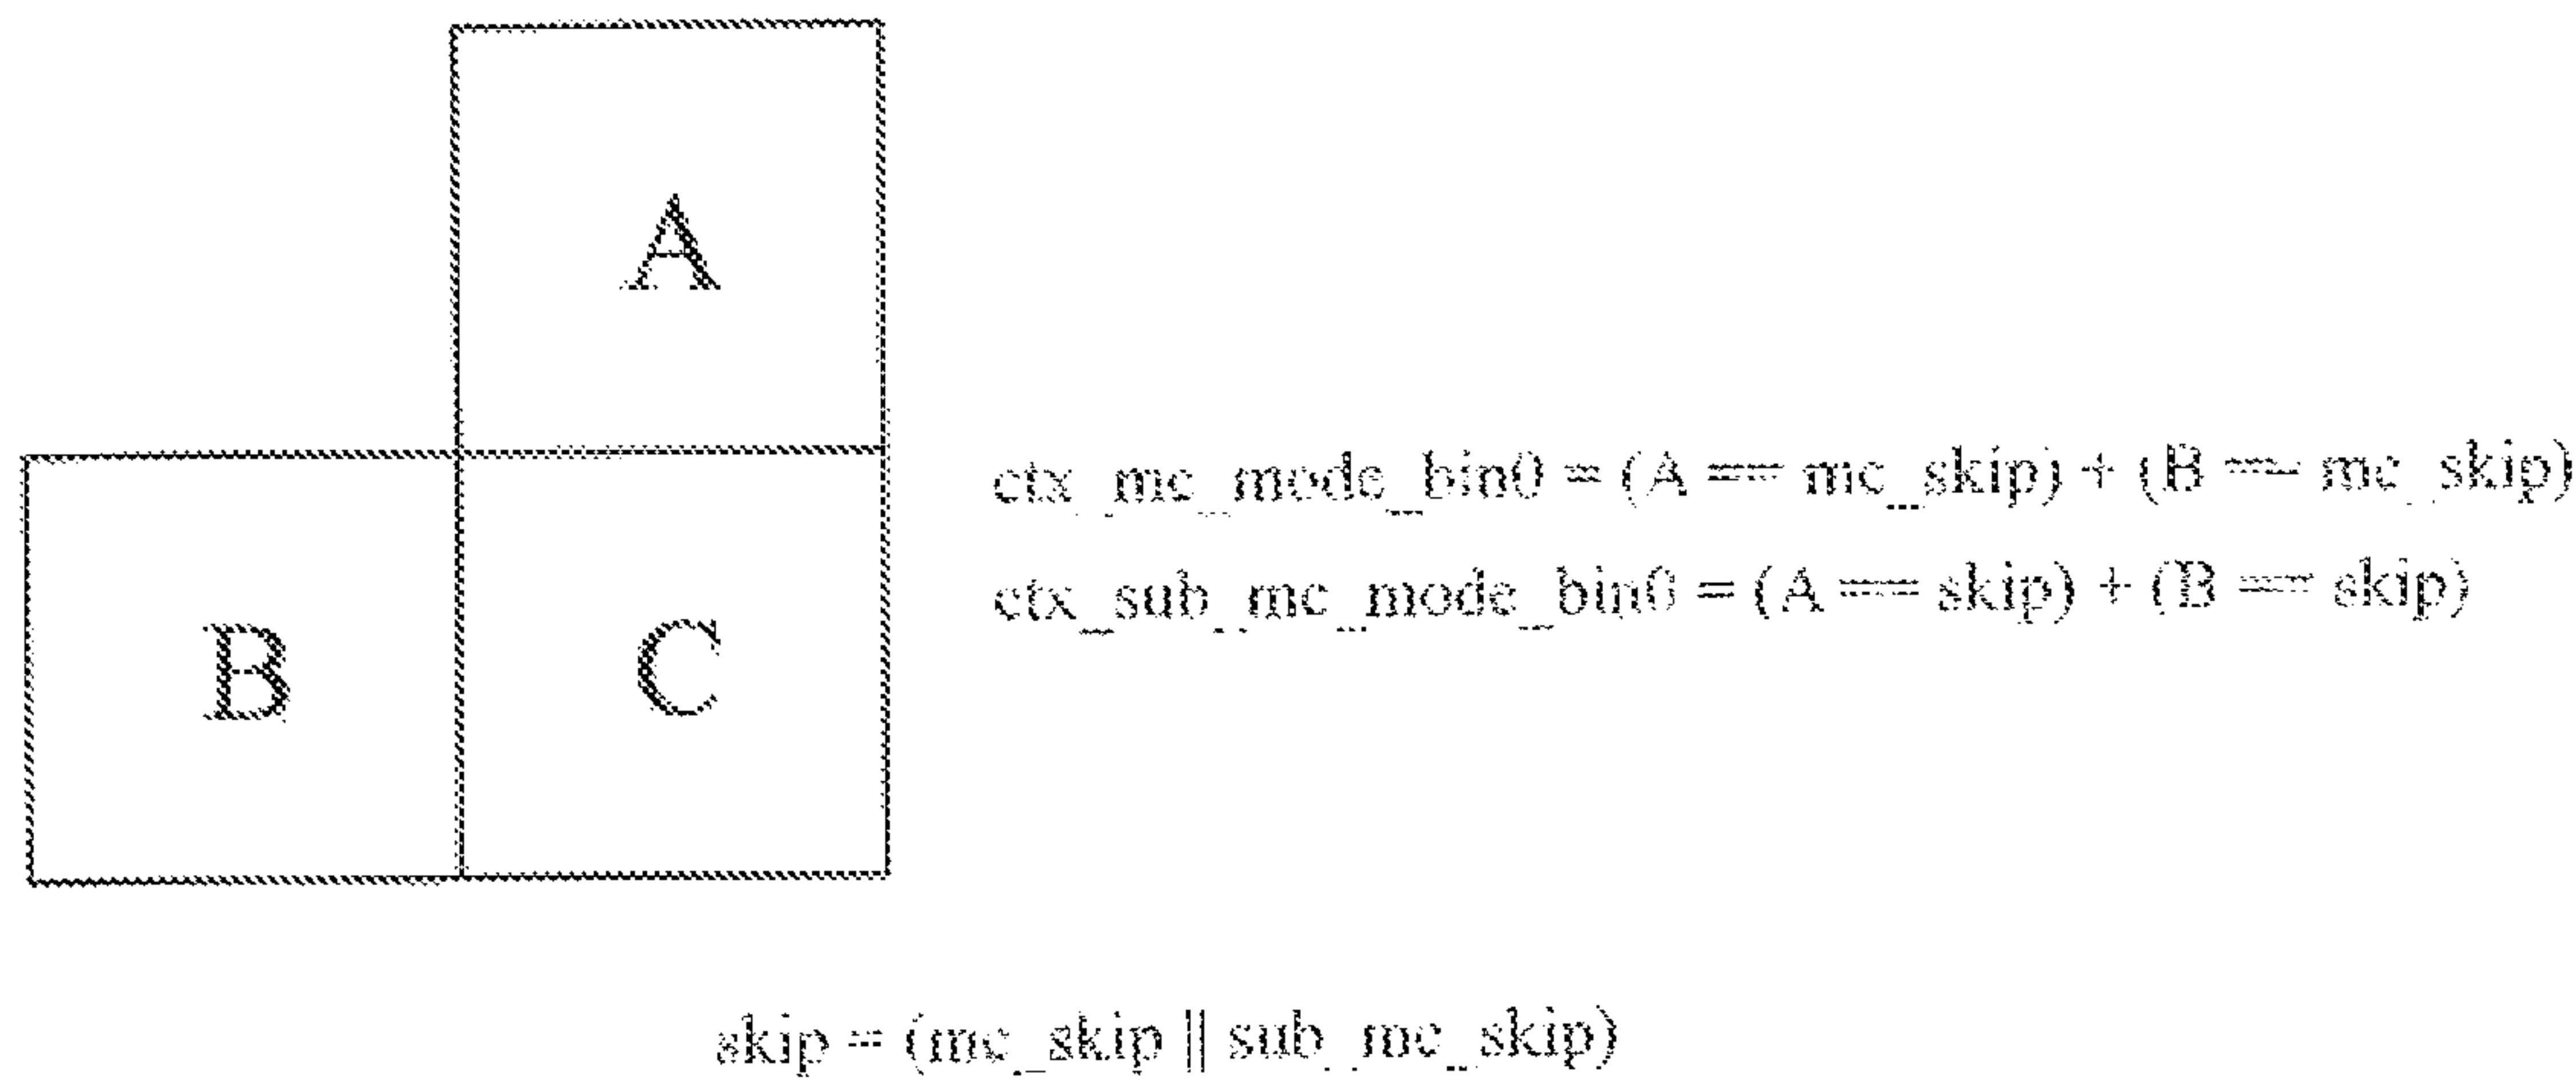 A
ctx_mc_mode_bin0 = (A == mc_skip) + (B == mc_skip)
ctx_sub_mc_mode_bin0 = (A == skip) + (B == skip)
B
C
skip = (mc_skip || sub_mc_skip)